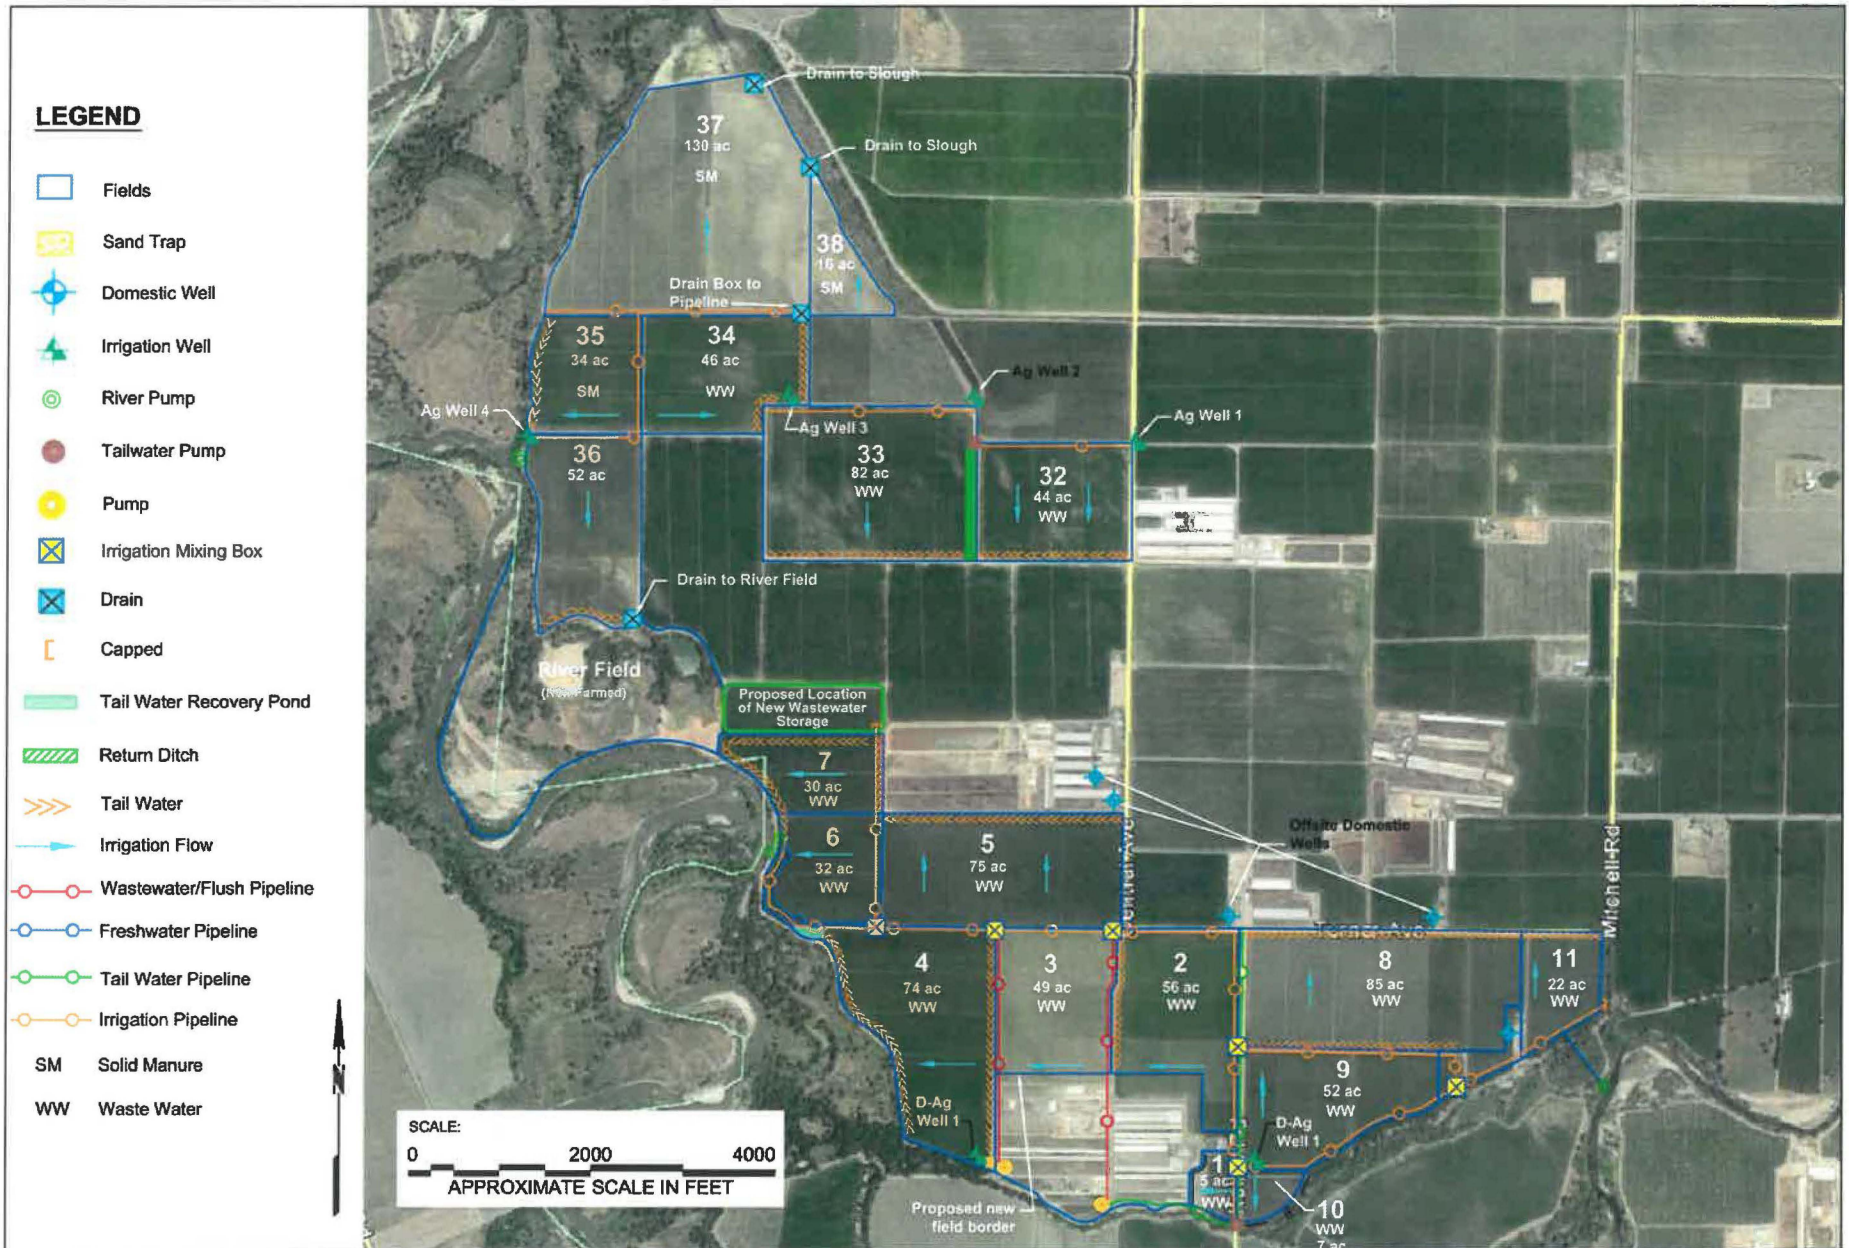 LEGEND
Fields
Sand Trap
Domestic Well
Irrigation Well
River Pump
Tailwater Pump
Pump
Irrigation Mixing Box
Drain
Capped
Tail Water Recovery Pond
Return Ditch
Tail Water
Irrigation Flow
Wastewater/Flush Pipeline
Freshwater Pipeline
Tail Water Pipeline
Irrigation Pipeline
SM Solid Manure
WW Waste Water
N
SCALE:
0 2000 4000
APPROXIMATE SCALE IN FEET
Drain to Slough
37
130 ac
SM
Drain to Slough
38
16 ac
SM
Drain Box to
Pipeline
35
34 ac
SM
34
46 ac
WW
Ag Well 2
Ag Well 4
Ag Well 3
Ag Well 1
36
52 ac
33
82 ac
WW
32
44 ac
WW
Drain to River Field
River Field
Proposed Location
of New Wastewater
Storage
7
30 ac
WW
6
32 ac
WW
5
75 ac
WW
Offsite Domestic
Wells
Mitchell Rd
4
74 ac
WW
3
49 ac
WW
2
56 ac
WW
8
85 ac
WW
11
22 ac
WW
9
52 ac
WW
D-Ag
Well 1
D-Ag
Well 1
1
5 ac
WW
Proposed new
field border
10
WW
7 ac